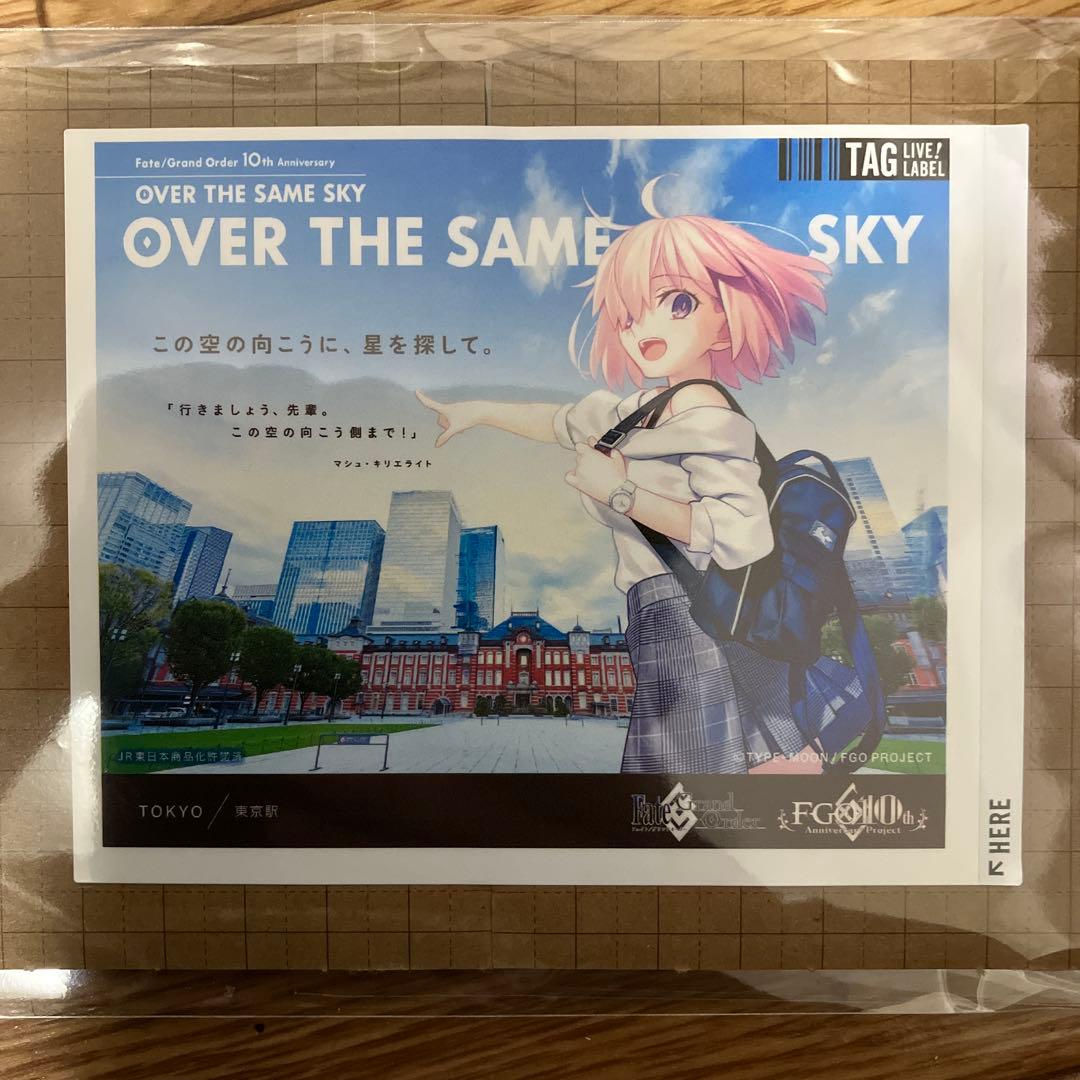 Fate/Grand Order 10th Anniversary
OVER THE SAME SKY
OVER THE SAME SKY
TAG LIVE! LABEL
この空の向こうに、星を探して。
「行きましょう、先輩。
この空の向こう側まで!」
マシュ・キリエライト
JR東日本商品化許諾済
©TYPE-MOON / FGO PROJECT
TOKYO / 東京駅
Fate/Grand Order
FGO 10th
Anniversary Project
HERE